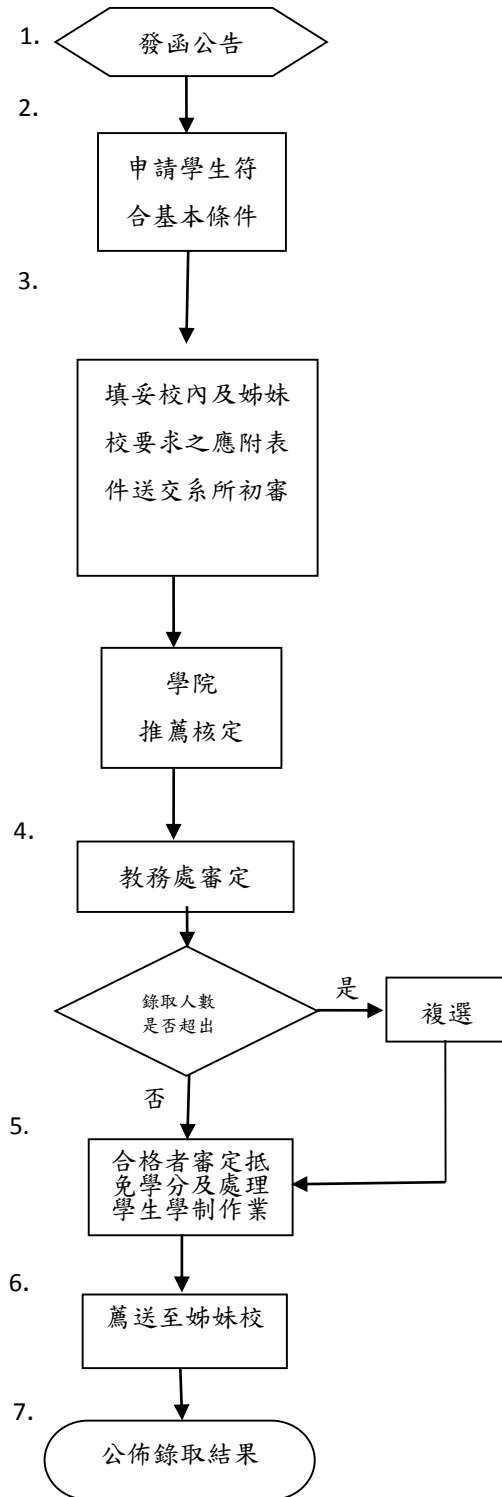 1.
發函公告
2.
申請學生符
合基本條件
3.
填妥校內及姊妹
校要求之應附表
件送交系所初審
學院
推薦核定
4.
教務處審定
錄取人數
是否超出
是
複選
否
5.
合格者審定抵
免學分及處理
學生學制作業
6.
薦送至姊妹校
7.
公佈錄取結果